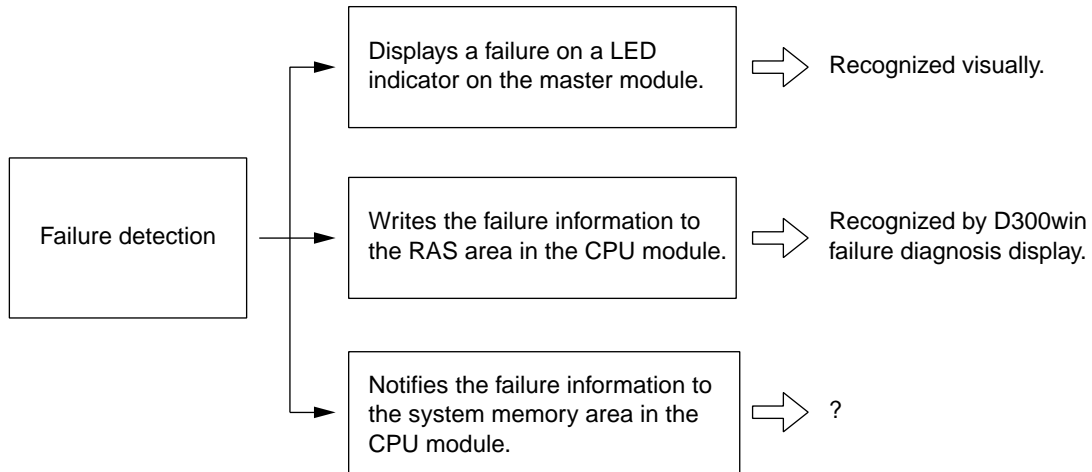 Displays a failure on a LED
indicator on the master module.
Recognized visually.
Failure detection
Writes the failure information to
the RAS area in the CPU module.
Recognized by D300win
failure diagnosis display.
Notifies the failure information to
the system memory area in the
CPU module.
?